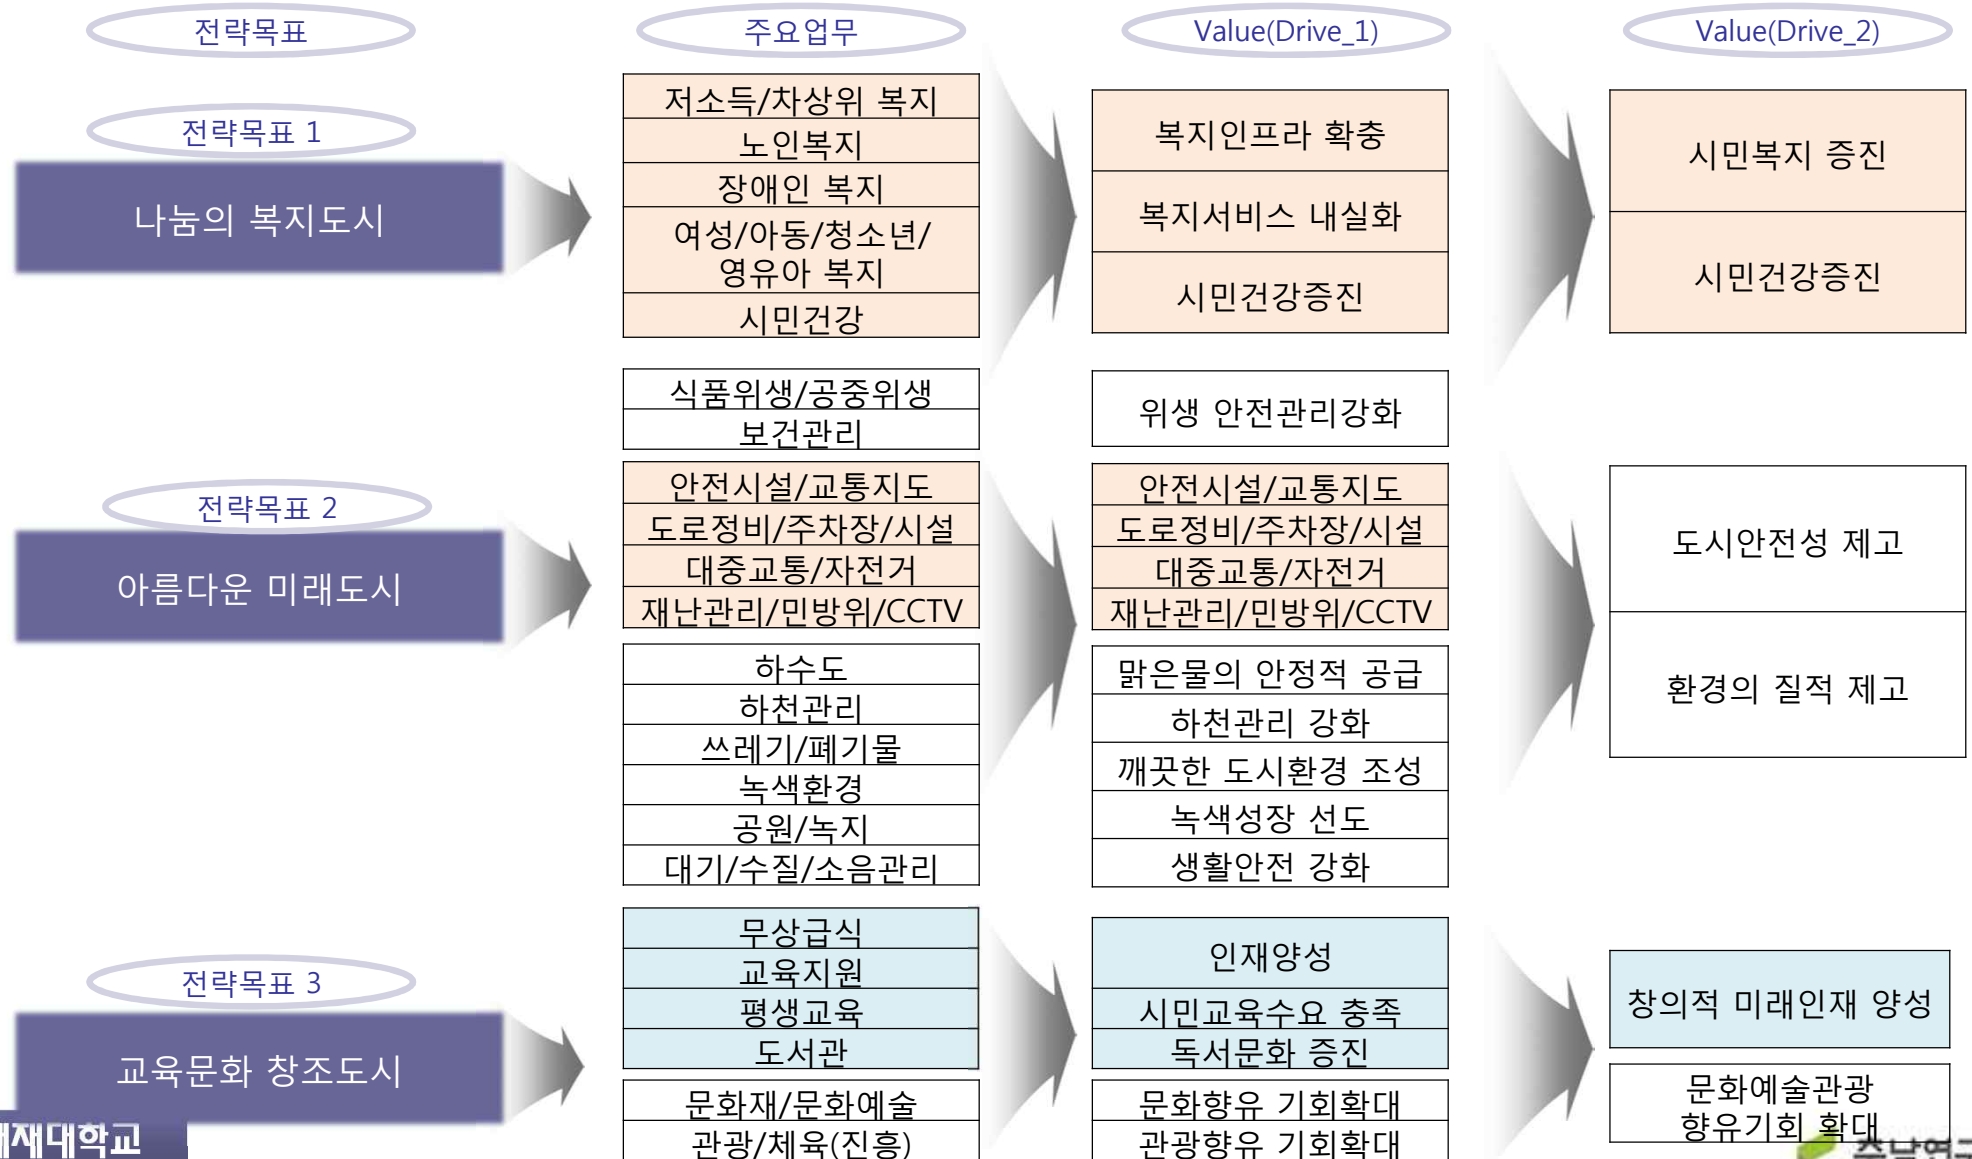 전략목표
주요업무
Value(Drive_1)
Value(Drive_2)
전략목표 1
나눔의 복지도시
저소득/차상위 복지
노인복지
장애인 복지
여성/아동/청소년/
영유아 복지
시민건강
식품위생/공중위생
보건관리
복지인프라 확충
복지서비스 내실화
시민건강증진
위생 안전관리강화
시민복지 증진
시민건강증진
전략목표 2
아름다운 미래도시
안전시설/교통지도
도로정비/주차장/시설
대중교통/자전거
재난관리/민방위/CCTV
하수도
하천관리
쓰레기/폐기물
녹색환경
공원/녹지
대기/수질/소음관리
안전시설/교통지도
도로정비/주차장/시설
대중교통/자전거
재난관리/민방위/CCTV
맑은물의 안정적 공급
하천관리 강화
깨끗한 도시환경 조성
녹색성장 선도
생활안전 강화
도시안전성 제고
환경의 질적 제고
전략목표 3
교육문화 창조도시
무상급식
교육지원
평생교육
도서관
문화재/문화예술
관광/체육(진흥)
인재양성
시민교육수요 충족
독서문화 증진
문화향유 기회확대
관광향유 기회확대
창의적 미래인재 양성
문화예술관광
향유기회 확대
재대학교